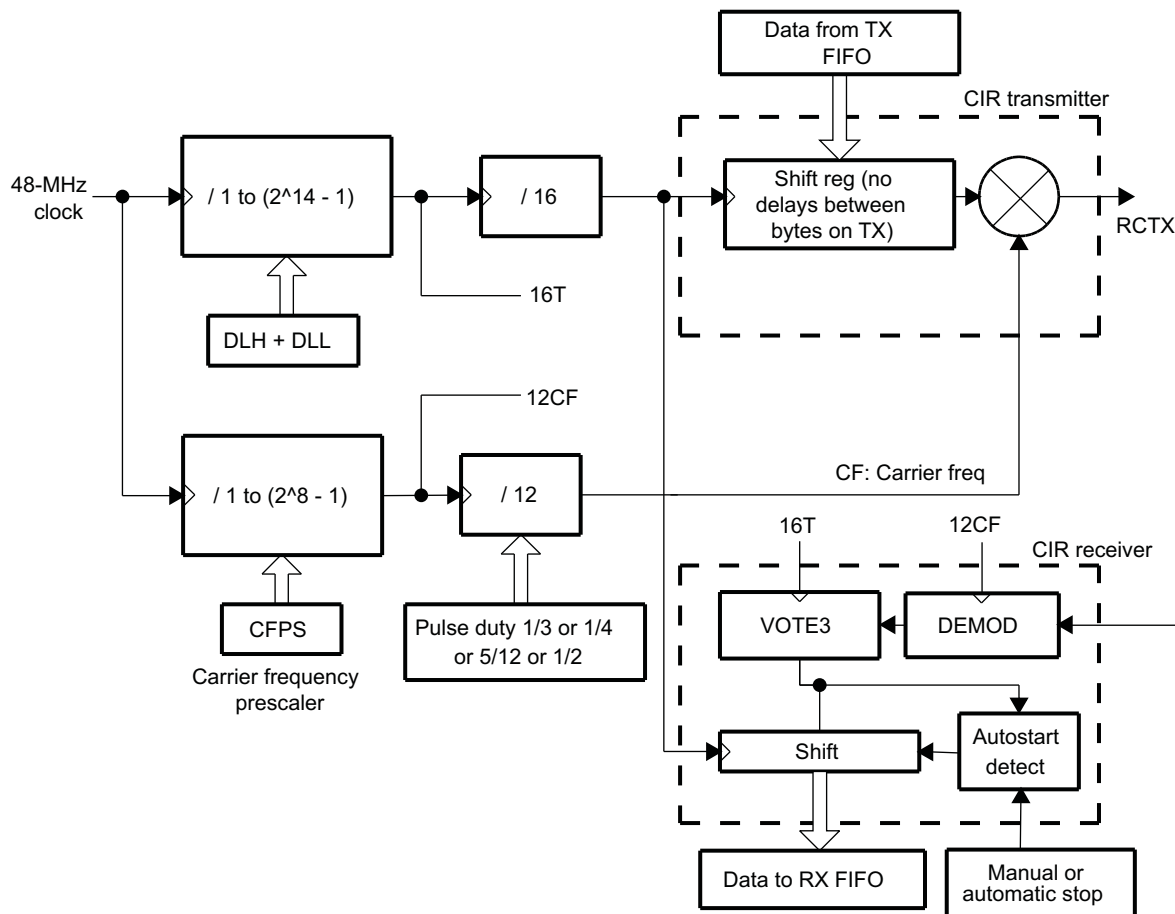 Data from TX
FIFO
CIR transmitter
48-MHz
clock
/ 1 to (2^14 - 1)
/ 16
Shift reg (no
delays between
bytes on TX)
RCTX
16T
DLH + DLL
12CF
/ 1 to (2^8 - 1)
/ 12
CF: Carrier freq
16T
12CF
CIR receiver
CFPS
Carrier frequency
prescaler
Pulse duty 1/3 or 1/4
or 5/12 or 1/2
VOTE3
DEMOD
Shift
Autostart
detect
Data to RX FIFO
Manual or
automatic stop